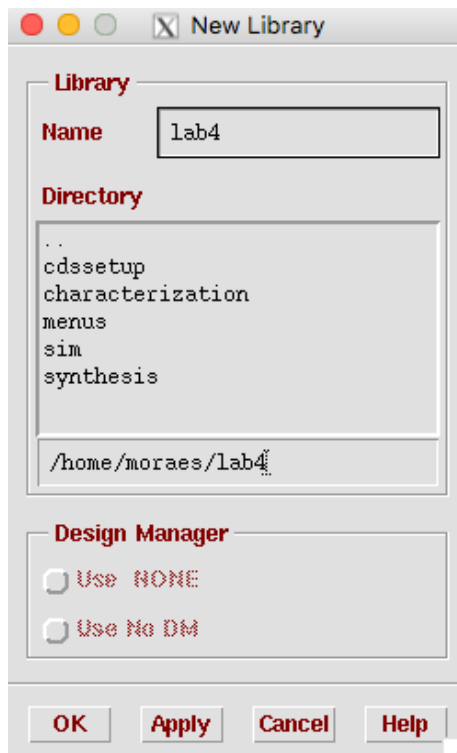 New Library
Library
Name lab4
Directory
..
cdssetup
characterization
menus
sim
synthesis
/home/moraes/lab4
Design Manager
Use NONE
Use No DM
OK Apply Cancel Help